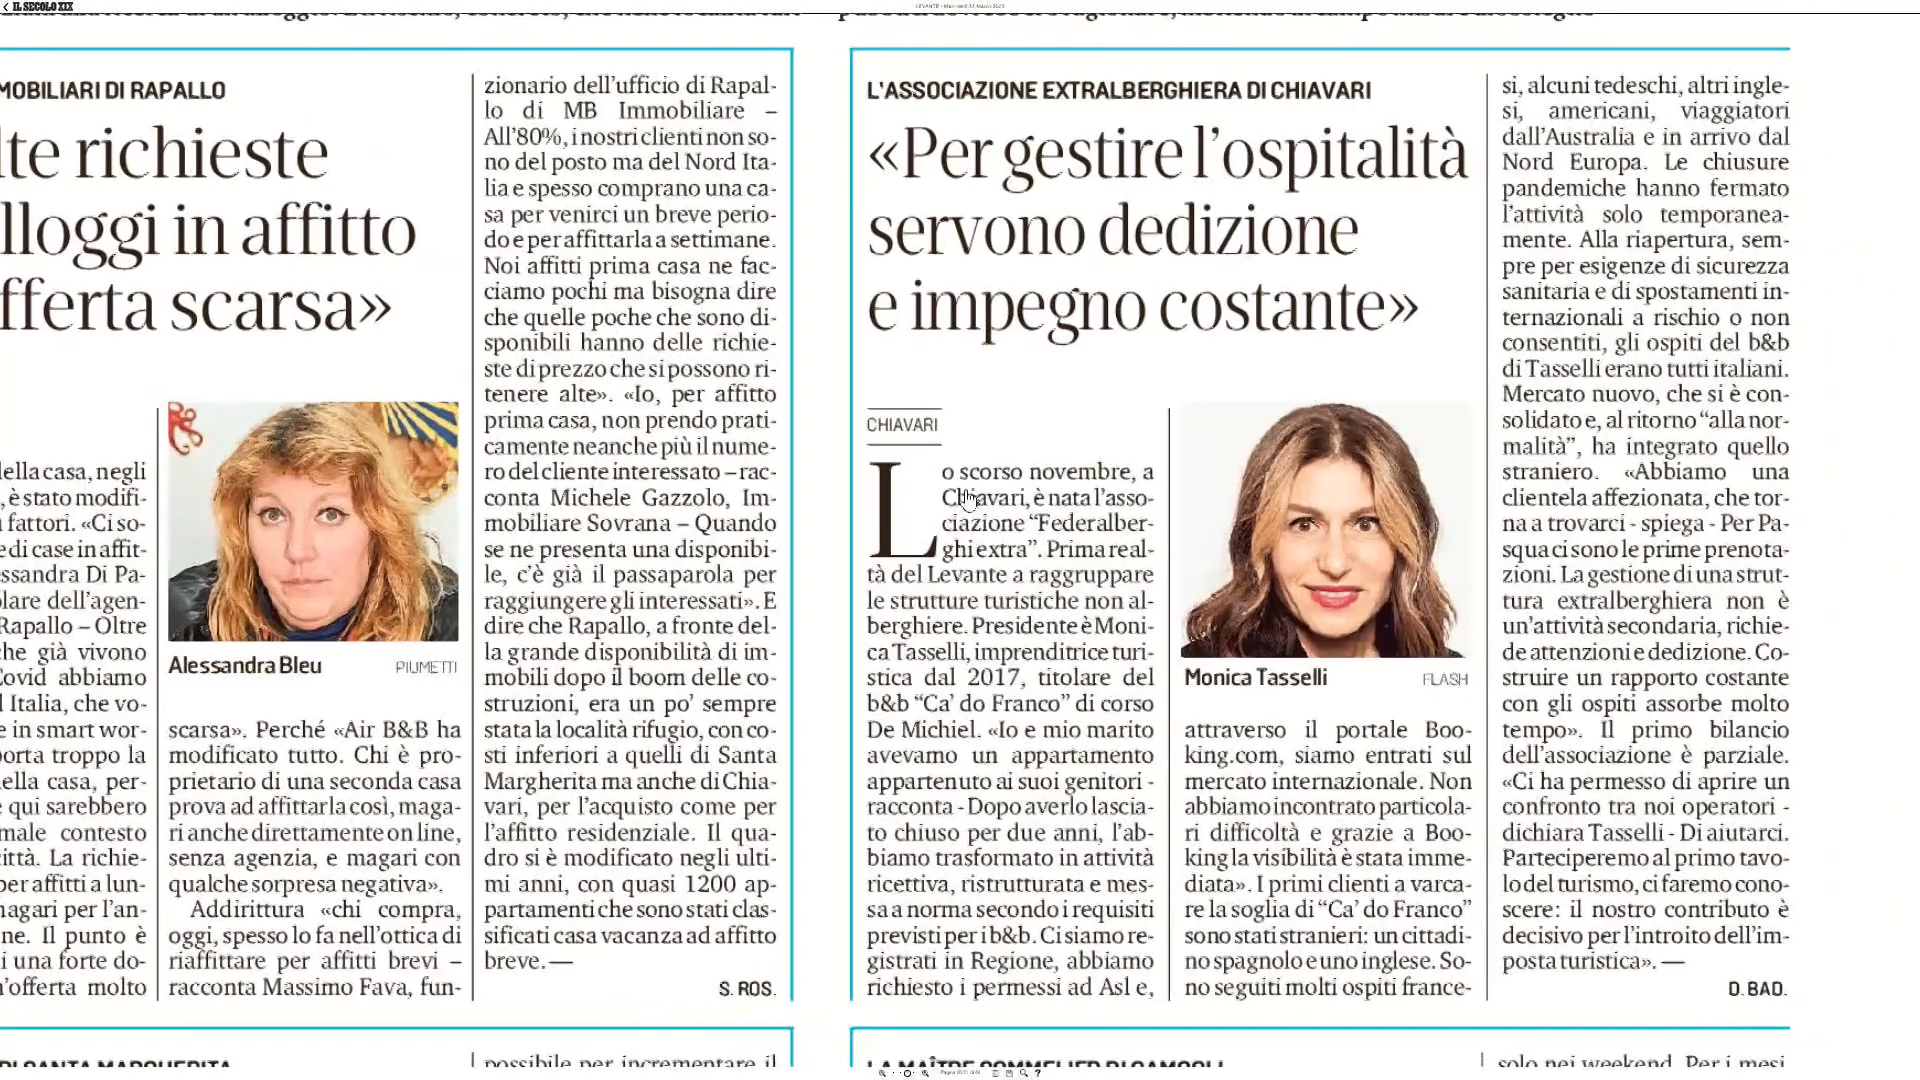 IL SECOLO XIX
MOBILIARI DI RAPALLO
lte richieste
lloggi in affitto
fferta scarsa»
della casa, negli
, è stato modifi-
fattori. «Ci so-
e di case in affit-
ssandra Di Pa-
olare dell'agen-
Rapallo – Oltre
che già vivono
Covid abbiamo
l Italia, che vo-
e in smart wor-
porta troppo la
ella casa, per-
e qui sarebbero
male contesto
città. La richie-
per affitti a lun-
magari per l'an-
ne. Il punto è
i una forte do-
n'offerta molto
Alessandra Bleu
PIUMETTI
scarsa». Perché «Air B&B ha
modificato tutto. Chi è pro-
prietario di una seconda casa
prova ad affittarla così, maga-
ri anche direttamente on line,
senza agenzia, e magari con
qualche sorpresa negativa».
Addirittura «chi compra,
oggi, spesso lo fa nell'ottica di
riaffittare per affitti brevi –
racconta Massimo Fava, fun-
zionario dell'ufficio di Rapal-
lo di MB Immobiliare –
All'80%, i nostri clienti non so-
no del posto ma del Nord Ita-
lia e spesso comprano una ca-
sa per venirci un breve perio-
do e per affittarla a settimane.
Noi affitti prima casa ne fac-
ciamo pochi ma bisogna dire
che quelle poche che sono di-
sponibili hanno delle richie-
ste di prezzo che si possono ri-
tenere alte». «Io, per affitto
prima casa, non prendo prati-
camente neanche più il nume-
ro del cliente interessato – rac-
conta Michele Gazzolo, Im-
mobiliare Sovrana – Quando
se ne presenta una disponibi-
le, c'è già il passaparola per
raggiungere gli interessati». E
dire che Rapallo, a fronte del-
la grande disponibilità di im-
mobili dopo il boom delle co-
struzioni, era un po' sempre
stata la località rifugio, con co-
sti inferiori a quelli di Santa
Margherita ma anche di Chia-
vari, per l'acquisto come per
l'affitto residenziale. Il qua-
dro si è modificato negli ulti-
mi anni, con quasi 1200 ap-
partamenti che sono stati clas-
sificati casa vacanza ad affitto
breve. —
S. ROS.
L'ASSOCIAZIONE EXTRALBERGHIERA DI CHIAVARI
«Per gestire l'ospitalità
servono dedizione
e impegno costante»
CHIAVARI
Lo scorso novembre, a
Chiavari, è nata l'asso-
ciazione “Federalber-
ghi extra”. Prima real-
tà del Levante a raggruppare
le strutture turistiche non al-
berghiere. Presidente è Moni-
ca Tasselli, imprenditrice turi-
stica dal 2017, titolare del
b&b “Ca' do Franco” di corso
De Michiel. «Io e mio marito
avevamo un appartamento
appartenuto ai suoi genitori -
racconta - Dopo averlo lascia-
to chiuso per due anni, l'ab-
biamo trasformato in attività
ricettiva, ristrutturata e mes-
sa a norma secondo i requisiti
previsti per i b&b. Ci siamo re-
gistrati in Regione, abbiamo
richiesto i permessi ad Asl e,
Monica Tasselli
FLASH
attraverso il portale Boo-
king.com, siamo entrati sul
mercato internazionale. Non
abbiamo incontrato particola-
ri difficoltà e grazie a Boo-
king la visibilità è stata imme-
diata». I primi clienti a varca-
re la soglia di “Ca' do Franco”
sono stati stranieri: un cittadi-
no spagnolo e uno inglese. So-
no seguiti molti ospiti france-
si, alcuni tedeschi, altri ingle-
si, americani, viaggiatori
dall'Australia e in arrivo dal
Nord Europa. Le chiusure
pandemiche hanno fermato
l'attività solo temporanea-
mente. Alla riapertura, sem-
pre per esigenze di sicurezza
sanitaria e di spostamenti in-
ternazionali a rischio o non
consentiti, gli ospiti del b&b
di Tasselli erano tutti italiani.
Mercato nuovo, che si è con-
solidato e, al ritorno “alla nor-
malità”, ha integrato quello
straniero. «Abbiamo una
clientela affezionata, che tor-
na a trovarci - spiega - Per Pa-
squa ci sono le prime prenota-
zioni. La gestione di una strut-
tura extralberghiera non è
un'attività secondaria, richie-
de attenzioni e dedizione. Co-
struire un rapporto costante
con gli ospiti assorbe molto
tempo». Il primo bilancio
dell'associazione è parziale.
«Ci ha permesso di aprire un
confronto tra noi operatori -
dichiara Tasselli - Di aiutarci.
Parteciperemo al primo tavo-
lo del turismo, ci faremo cono-
scere: il nostro contributo è
decisivo per l'introito dell'im-
posta turistica». —
D. BAD.
possibile per incrementare il
LA MAÎTRE SOMMELIER DI CAMOGLI
solo nei weekend. Per i mesi